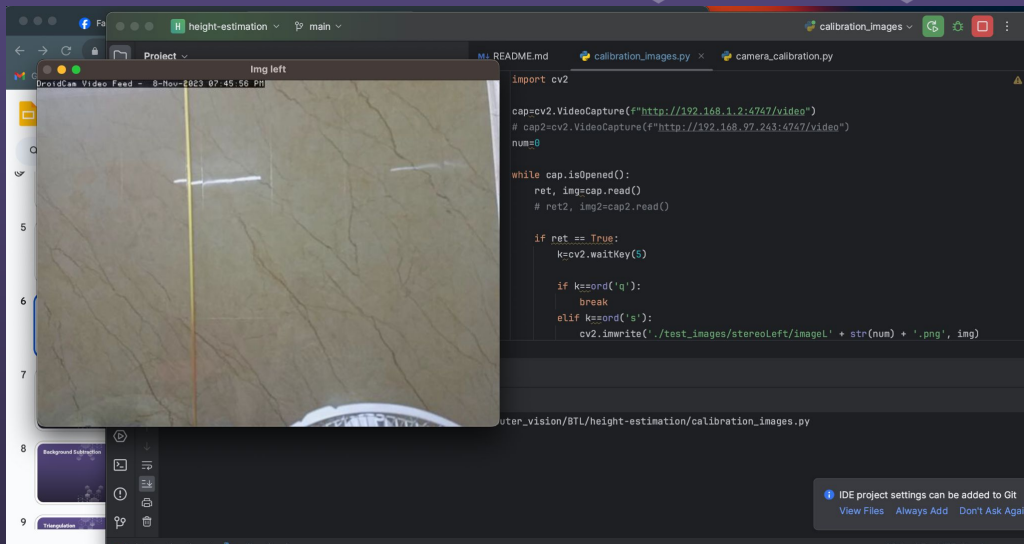 Fa
H height-estimation
main
calibration_images
Project
README.md
calibration_images.py
camera_calibration.py
Img left
DroidCam Video Feed - 8-Nov-2023 07:45:56 PM
import cv2
cap=cv2.VideoCapture(f"http://192.168.1.2:4747/video")
# cap2=cv2.VideoCapture(f"http://192.168.97.243:4747/video")
num=0
while cap.isOpened():
ret, img=cap.read()
# ret2, img2=cap2.read()
if ret == True:
k=cv2.waitKey(5)
if k==ord('q'):
break
elif k==ord('s'):
cv2.imwrite('./test_images/stereoLeft/imageL' + str(num) + '.png', img)
uter_vision/BTL/height-estimation/calibration_images.py
5
6
7
8
Background Subtraction
9
Triangulation
IDE project settings can be added to Git
View Files Always Add Don't Ask Agai